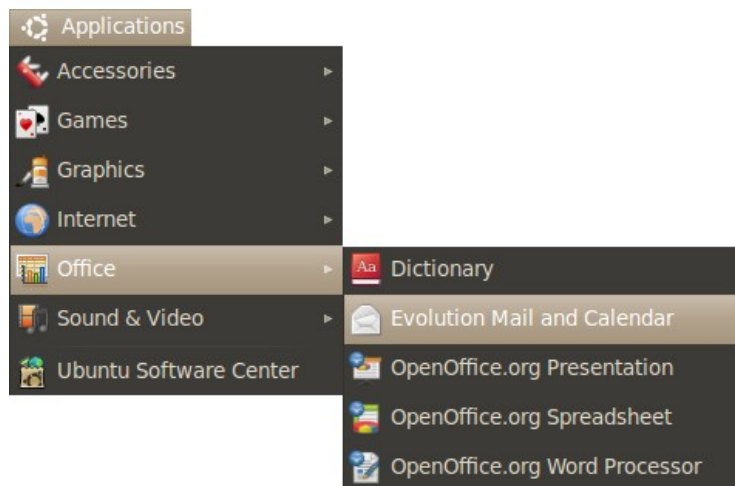 Applications
Accessories
Games
Graphics
Internet
Office
Sound & Video
Ubuntu Software Center
Aa Dictionary
Evolution Mail and Calendar
OpenOffice.org Presentation
OpenOffice.org Spreadsheet
OpenOffice.org Word Processor